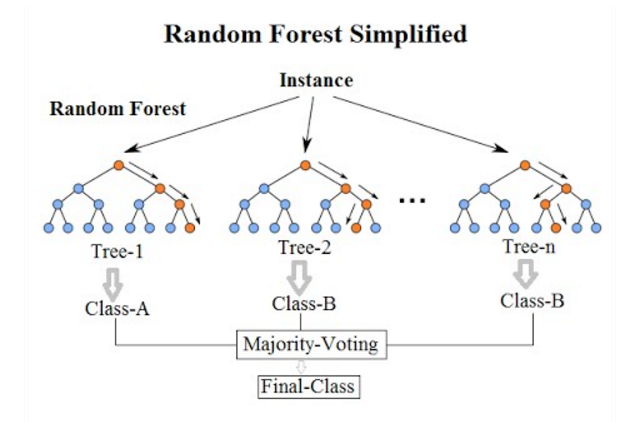 Random Forest Simplified
Instance
Random Forest
...
Tree-1
Tree-2
Tree-n
Class-A
Class-B
Class-B
Majority-Voting
Final-Class